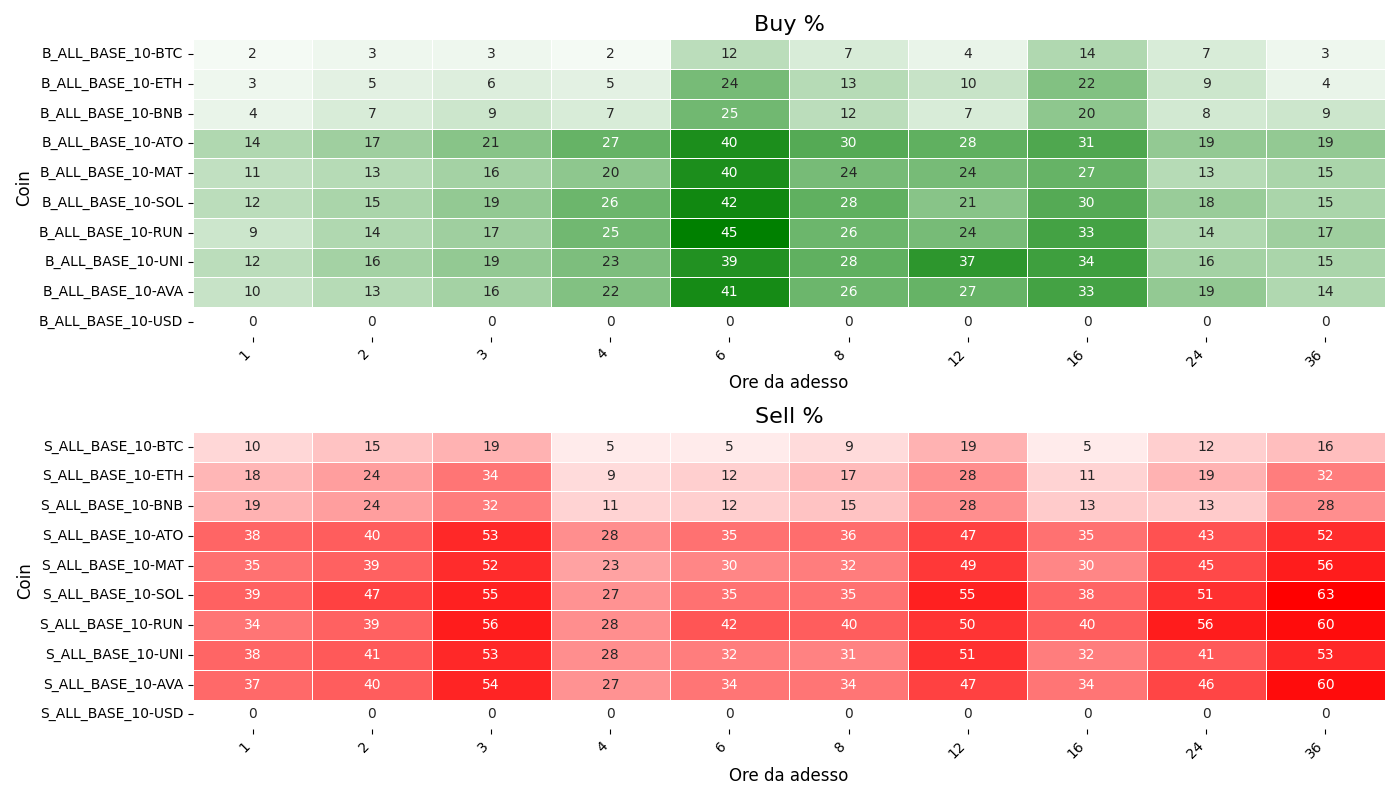 Buy %
Coin
B_ALL_BASE_10-BTC 2 3 3 2 12 7 4 14 7 3
B_ALL_BASE_10-ETH 3 5 6 5 24 13 10 22 9 4
B_ALL_BASE_10-BNB 4 7 9 7 25 12 7 20 8 9
B_ALL_BASE_10-ATO 14 17 21 27 40 30 28 31 19 19
B_ALL_BASE_10-MAT 11 13 16 20 40 24 24 27 13 15
B_ALL_BASE_10-SOL 12 15 19 26 42 28 21 30 18 15
B_ALL_BASE_10-RUN 9 14 17 25 45 26 24 33 14 17
B_ALL_BASE_10-UNI 12 16 19 23 39 28 37 34 16 15
B_ALL_BASE_10-AVA 10 13 16 22 41 26 27 33 19 14
B_ALL_BASE_10-USD 0 0 0 0 0 0 0 0 0 0
1 2 3 4 6 8 12 16 24 36
Ore da adesso
Sell %
Coin
S_ALL_BASE_10-BTC 10 15 19 5 5 9 19 5 12 16
S_ALL_BASE_10-ETH 18 24 34 9 12 17 28 11 19 32
S_ALL_BASE_10-BNB 19 24 32 11 12 15 28 13 13 28
S_ALL_BASE_10-ATO 38 40 53 28 35 36 47 35 43 52
S_ALL_BASE_10-MAT 35 39 52 23 30 32 49 30 45 56
S_ALL_BASE_10-SOL 39 47 55 27 35 35 55 38 51 63
S_ALL_BASE_10-RUN 34 39 56 28 42 40 50 40 56 60
S_ALL_BASE_10-UNI 38 41 53 28 32 31 51 32 41 53
S_ALL_BASE_10-AVA 37 40 54 27 34 34 47 34 46 60
S_ALL_BASE_10-USD 0 0 0 0 0 0 0 0 0 0
1 2 3 4 6 8 12 16 24 36
Ore da adesso